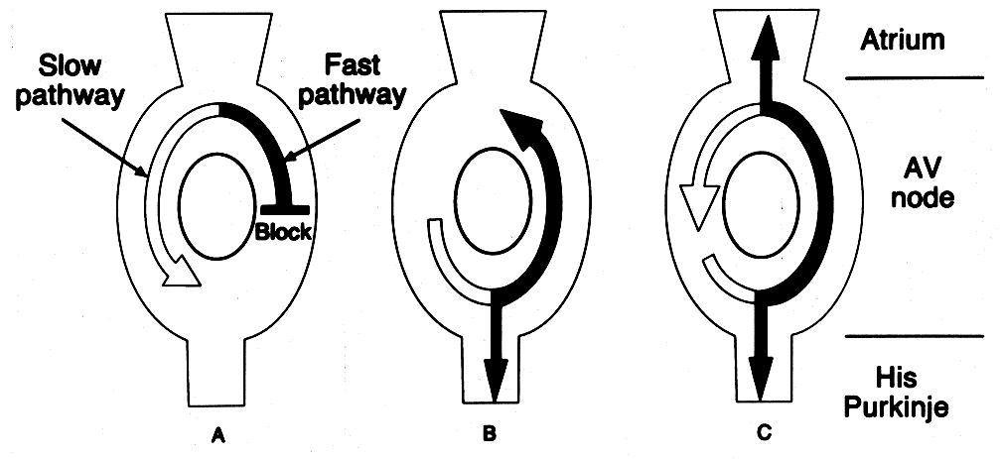 Slow
pathway
Fast
pathway
Block
Atrium
AV
node
His
Purkinje
A
B
C